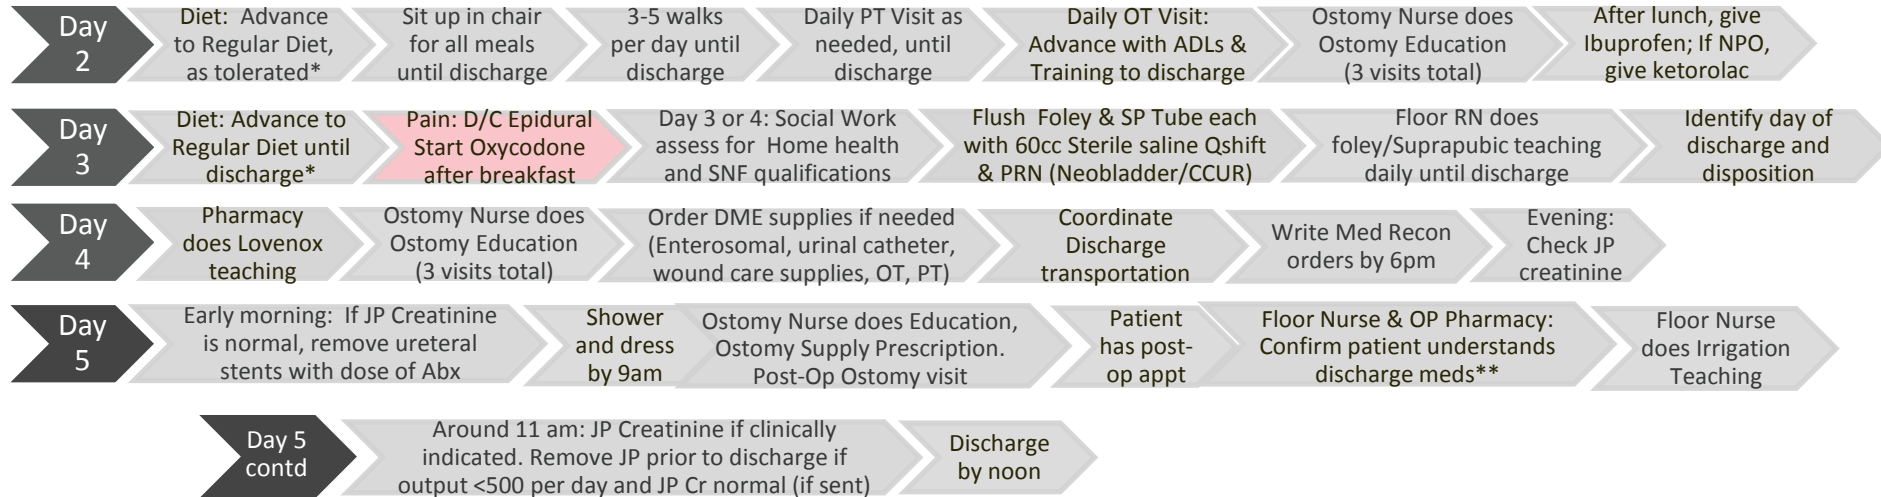 Day
2
Diet: Advance
to Regular Diet,
as tolerated*
Sit up in chair
for all meals
until discharge
3-5 walks
per day until
discharge
Daily PT Visit as
needed, until
discharge
Daily OT Visit:
Advance with ADLs &
Training to discharge
Ostomy Nurse does
Ostomy Education
(3 visits total)
After lunch, give
Ibuprofen; If NPO,
give ketorolac
Day
3
Diet: Advance to
Regular Diet until
discharge*
Pain: D/C Epidural
Start Oxycodone
after breakfast
Day 3 or 4: Social Work
assess for Home health
and SNF qualifications
Flush Foley & SP Tube each
with 60cc Sterile saline Qshift
& PRN (Neobladder/CCUR)
Floor RN does
foley/Suprapubic teaching
daily until discharge
Identify day of
discharge and
disposition
Day
4
Pharmacy
does Lovenox
teaching
Ostomy Nurse does
Ostomy Education
(3 visits total)
Order DME supplies if needed
(Enterosomal, urinal catheter,
wound care supplies, OT, PT)
Coordinate
Discharge
transportation
Write Med Recon
orders by 6pm
Evening:
Check JP
creatinine
Day
5
Early morning: If JP Creatinine
is normal, remove ureteral
stents with dose of Abx
Shower
and dress
by 9am
Ostomy Nurse does Education,
Ostomy Supply Prescription.
Post-Op Ostomy visit
Patient
has post-
op appt
Floor Nurse & OP Pharmacy:
Confirm patient understands
discharge meds**
Floor Nurse
does Irrigation
Teaching
Day 5
contd
Around 11 am: JP Creatinine if clinically
indicated. Remove JP prior to discharge if
output <500 per day and JP Cr normal (if sent)
Discharge
by noon